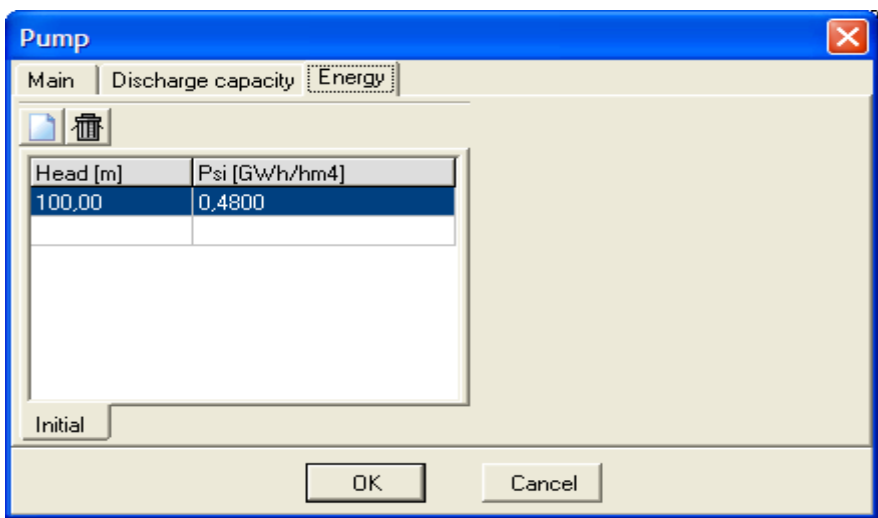 Pump
Main Discharge capacity Energy
Head [m] Psi [GWh/hm4]
100,00 0,4800
Initial
OK Cancel